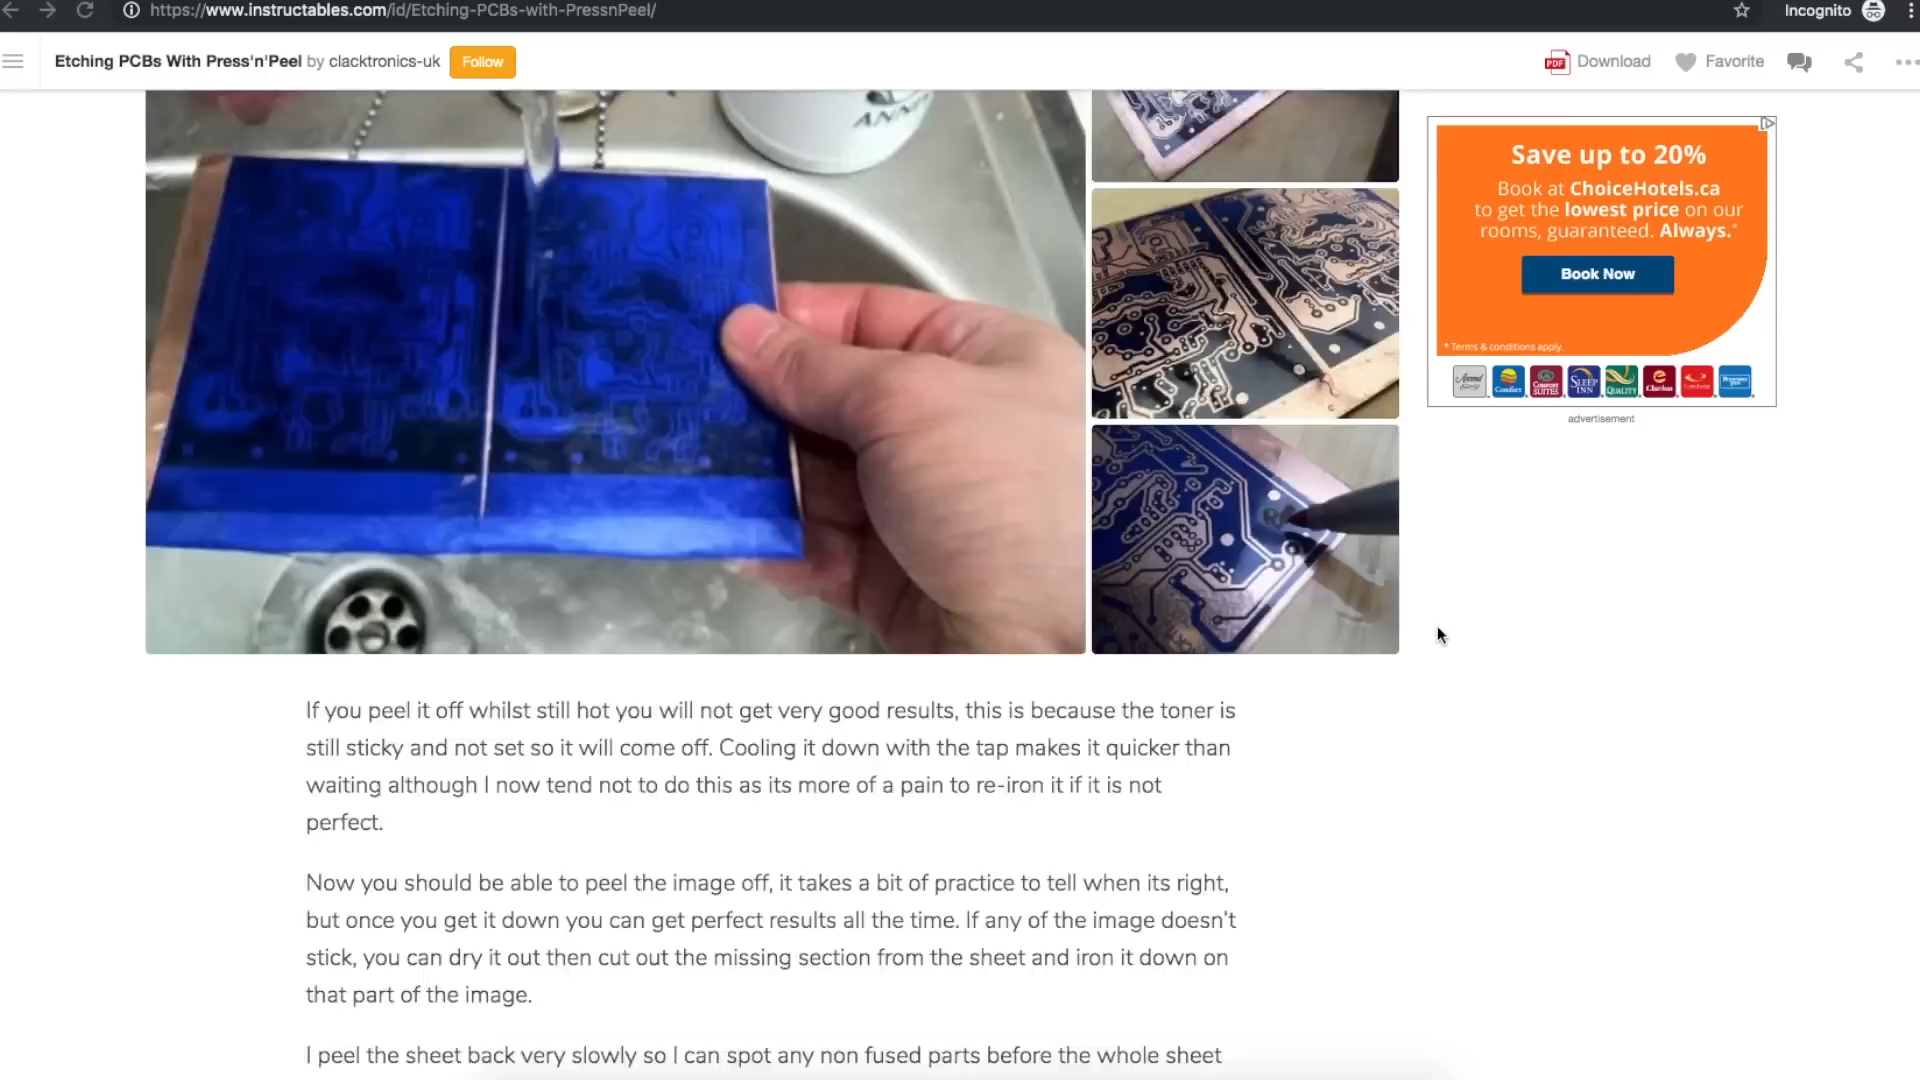 https://www.instructables.com/id/Etching-PCBs-with-PressnPeel/
Incognito
Etching PCBs With Press'n'Peel by clacktronics-uk
Follow
PDF
Download
Favorite
Save up to 20%
Book at ChoiceHotels.ca
to get the lowest price on our
rooms, guaranteed. Always.*
Book Now
* Terms & conditions apply.
Ascend
Comfort
COMFORT SUITES
SLEEP INN
QUALITY
Clarion
advertisement
If you peel it off whilst still hot you will not get very good results, this is because the toner is
still sticky and not set so it will come off. Cooling it down with the tap makes it quicker than
waiting although I now tend not to do this as its more of a pain to re-iron it if it is not
perfect.
Now you should be able to peel the image off, it takes a bit of practice to tell when its right,
but once you get it down you can get perfect results all the time. If any of the image doesn't
stick, you can dry it out then cut out the missing section from the sheet and iron it down on
that part of the image.
I peel the sheet back very slowly so I can spot any non fused parts before the whole sheet